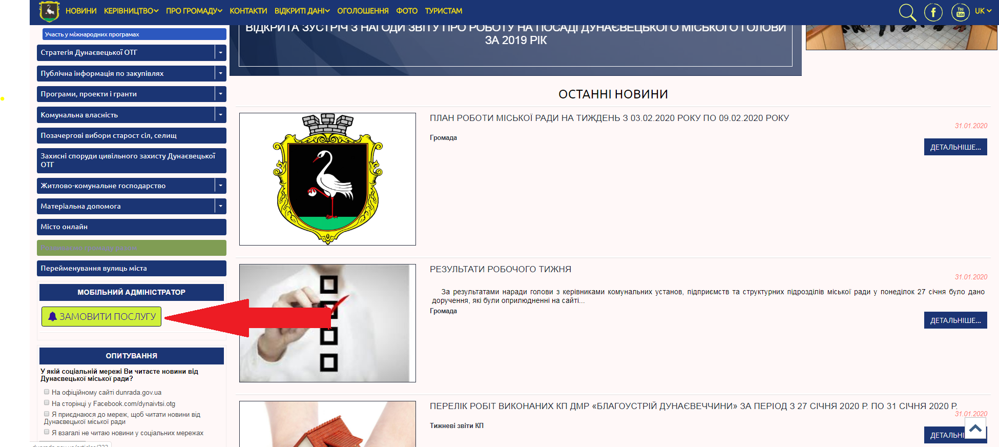 НОВИНИ КЕРІВНИЦТВО ПРО ГРОМАДУ КОНТАКТИ ВІДКРИТІ ДАНІ ОГОЛОШЕННЯ ФОТО ТУРИСТАМ
You
Tube
UK
Участь у міжнародних програмах
Стратегія Дунаєвецької ОТГ
Публічна інформація по закупівлях
Програми, проекти і гранти
Комунальна власність
Позачергові вибори старост сіл, селищ
Захисні споруди цивільного захисту Дунаєвецької
ОТГ
Житлово-комунальне господарство
Матеріальна допомога
Місто онлайн
Перейменування вулиць міста
МОБІЛЬНИЙ АДМІНІСТРАТОР
ЗАМОВИТИ ПОСЛУГУ
ОПИТУВАННЯ
У якій соціальній мережі Ви читаєте новини від
Дунаєвецької міської ради?
На офіційному сайті dunrada.gov.ua
На сторінці у Facebook.com/dynaivtsi.otg
Я приєднаюся до мереж, щоб читати новини від
Дунаєвецької міської ради
Я взагалі не читаю новини у соціальних мережах
dunrada.gov.ua/articles/333
ВІДКРИТА ЗУСТРІЧ З НАГОДИ ЗВІТУ ПРО РОБОТУ НА ПОСАДІ ДУНАЄВЕЦЬКОГО МІСЬКОГО ГОЛОВИ
ЗА 2019 РІК
ОСТАННІ НОВИНИ
ПЛАН РОБОТИ МІСЬКОЇ РАДИ НА ТИЖДЕНЬ З 03.02.2020 РОКУ ПО 09.02.2020 РОКУ
31.01.2020
Громада
ДЕТАЛЬНІШЕ...
РЕЗУЛЬТАТИ РОБОЧОГО ТИЖНЯ
31.01.2020
За результатами наради голови з керівниками комунальних установ, підприємств та структурних підрозділів міської ради у понеділок 27 січня було дано
доручення, які були оприлюдненні на сайті...
Громада
ДЕТАЛЬНІШЕ...
ПЕРЕЛІК РОБІТ ВИКОНАНИХ КП ДМР «БЛАГОУСТРІЙ ДУНАЄВЕЧЧИНИ» ЗА ПЕРІОД З 27 СІЧНЯ 2020 Р. ПО 31 СІЧНЯ 2020 Р.
31.01.2020
Тижневі звіти КП
ДЕТАЛЬНІ